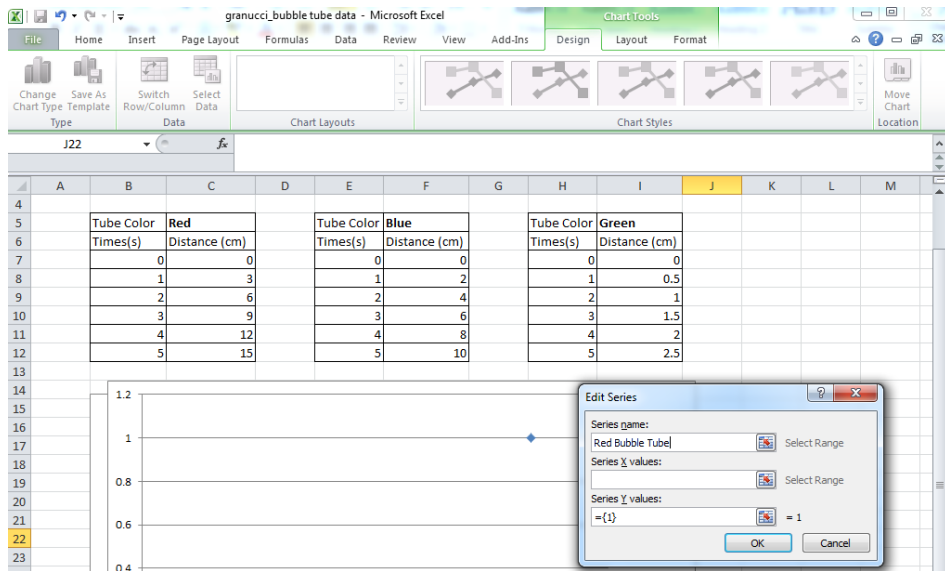 granucci_bubble tube data - Microsoft Excel
Chart Tools
File Home Insert Page Layout Formulas Data Review View Add-Ins Design Layout Format
Change Chart Type
Save As Template
Switch Row/Column
Select Data
Move Chart
Type Data Chart Layouts Chart Styles Location
J22 fx
A B C D E F G H I J K L M
4
5 Tube Color Red Tube Color Blue Tube Color Green
6 Times(s) Distance (cm) Times(s) Distance (cm) Times(s) Distance (cm)
7 0 0 0 0 0 0
8 1 3 1 2 1 0.5
9 2 6 2 4 2 1
10 3 9 3 6 3 1.5
11 4 12 4 8 4 2
12 5 15 5 10 5 2.5
13
14
15
16
17
18
19
20
21
22
23
1.2
1
0.8
0.6
0.4
Edit Series
Series name:
Red Bubble Tube Select Range
Series X values:
Select Range
Series Y values:
={1} = 1
OK Cancel